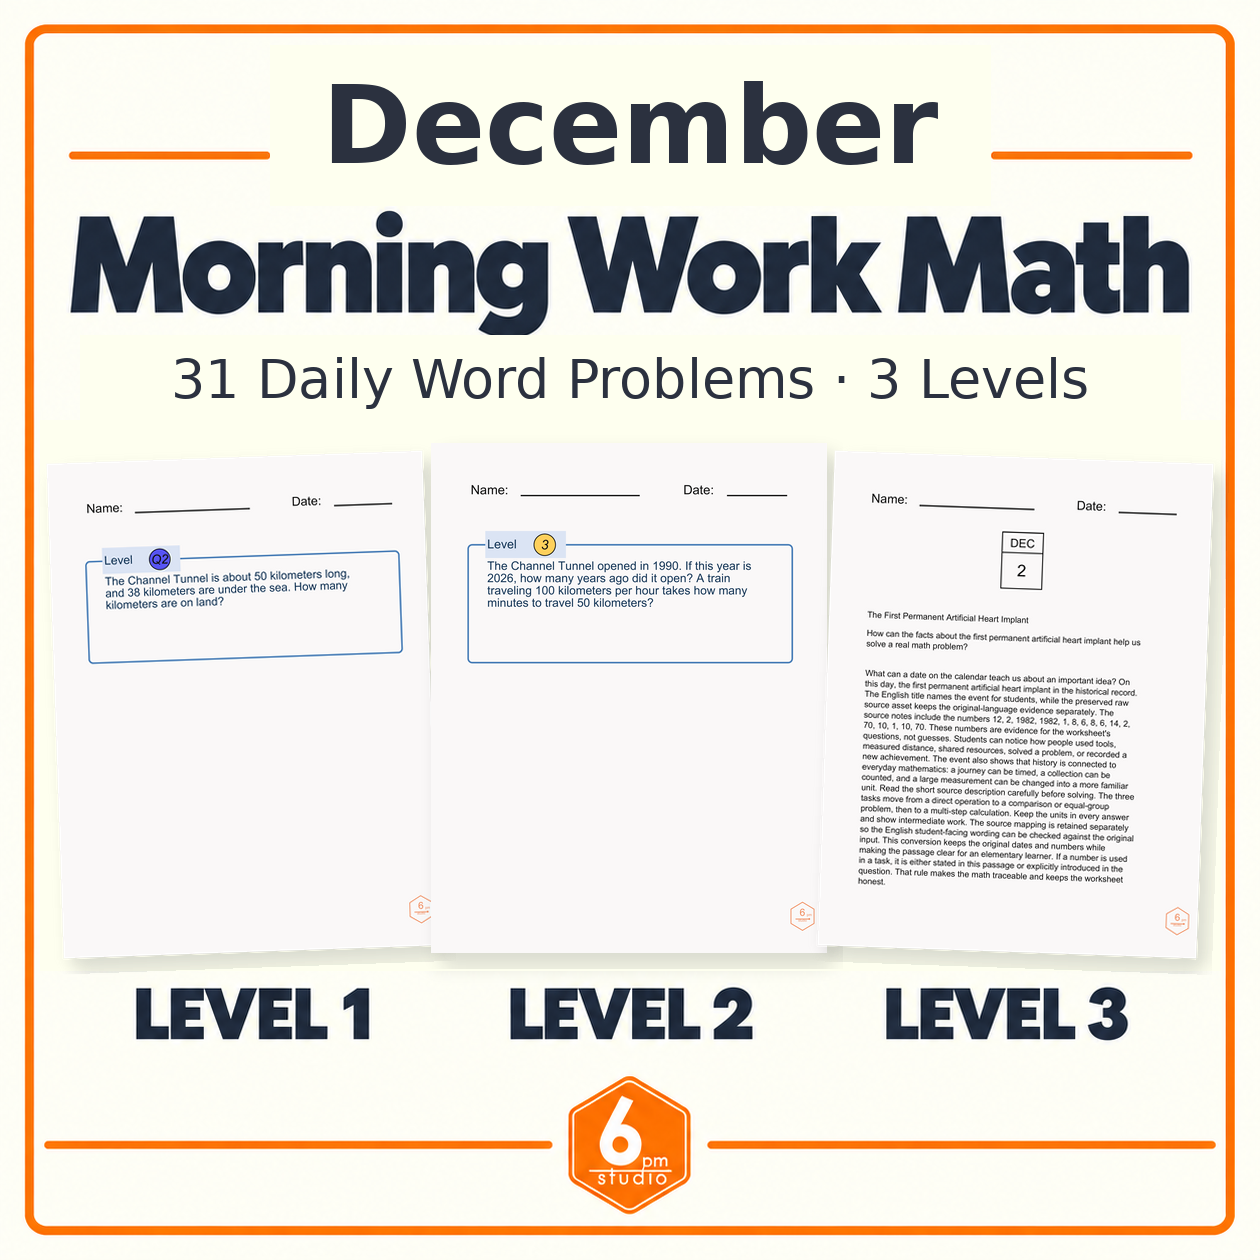 December
Morning Work Math
31 Daily Word Problems · 3 Levels
Name:
Date:
Level Q2
The Channel Tunnel is about 50 kilometers long,
and 38 kilometers are under the sea. How many
kilometers are on land?
6
Name:
Date:
Level 3
The Channel Tunnel opened in 1990. If this year is
2026, how many years ago did it open? A train
traveling 100 kilometers per hour takes how many
minutes to travel 50 kilometers?
6
Name:
Date:
DEC
2
The First Permanent Artificial Heart Implant
How can the facts about the first permanent artificial heart implant help us
solve a real math problem?
What can a date on the calendar teach us about an important idea? On
this day, the first permanent artificial heart implant in the historical record.
The English title names the event for students, while the preserved raw
source asset keeps the original-language evidence separately. The
source notes include the numbers 12, 2, 1982, 1982, 1, 8, 6, 8, 6, 14, 2,
70, 10, 1, 10, 70. These numbers are evidence for the worksheet's
questions, not guesses. Students can notice how people used tools,
measured distance, shared resources, solved a problem, or recorded a
new achievement. The event also shows that history is connected to
everyday mathematics: a journey can be timed, a collection can be
counted, and a large measurement can be changed into a more familiar
unit. Read the short source description carefully before solving. The three
tasks move from a direct operation to a comparison or equal-group
problem, then to a multi-step calculation. Keep the units in every answer
and show intermediate work. The source mapping is retained separately
so the English student-facing wording can be checked against the original
input. This conversion keeps the original dates and numbers while
making the passage clear for an elementary learner. If a number is used
in a task, it is either stated in this passage or explicitly introduced in the
question. That rule makes the math traceable and keeps the worksheet
honest.
6
LEVEL 1
LEVEL 2
LEVEL 3
6
pm
studio